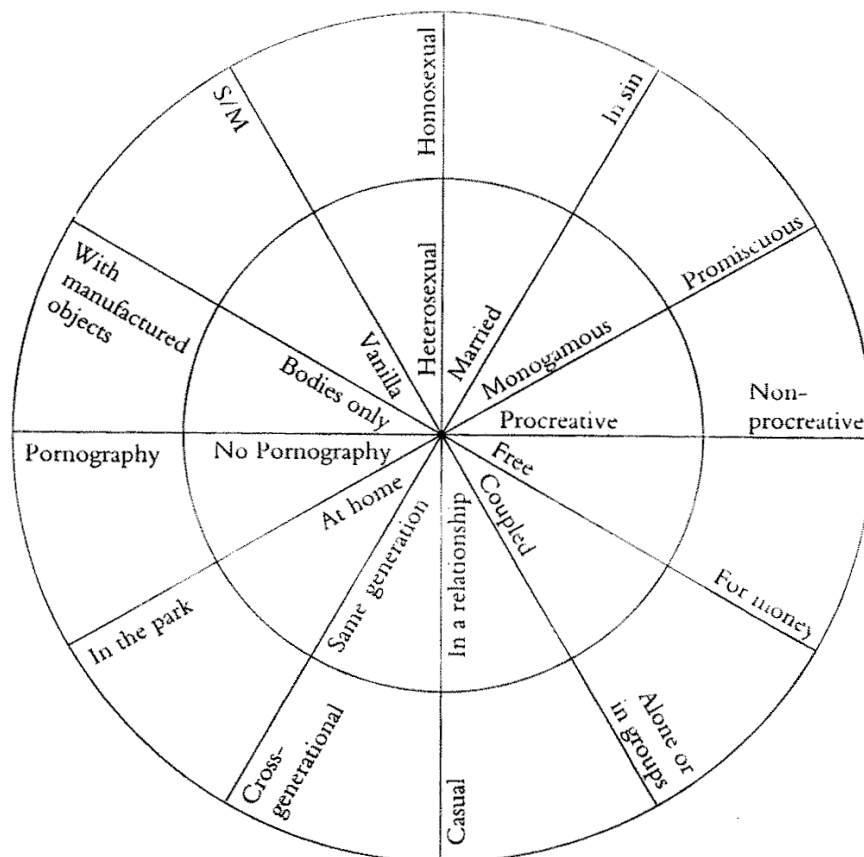 Homosexual
Heterosexual
In sin
Married
Promiscuous
Monogamous
Non-
procreative
Procreative
For money
Free
Alone or
in groups
Coupled
Casual
In a relationship
Cross-
generational
Same generation
In the park
At home
Pornography
No Pornography
With
manufactured
objects
Bodies only
S/M
Vanilla